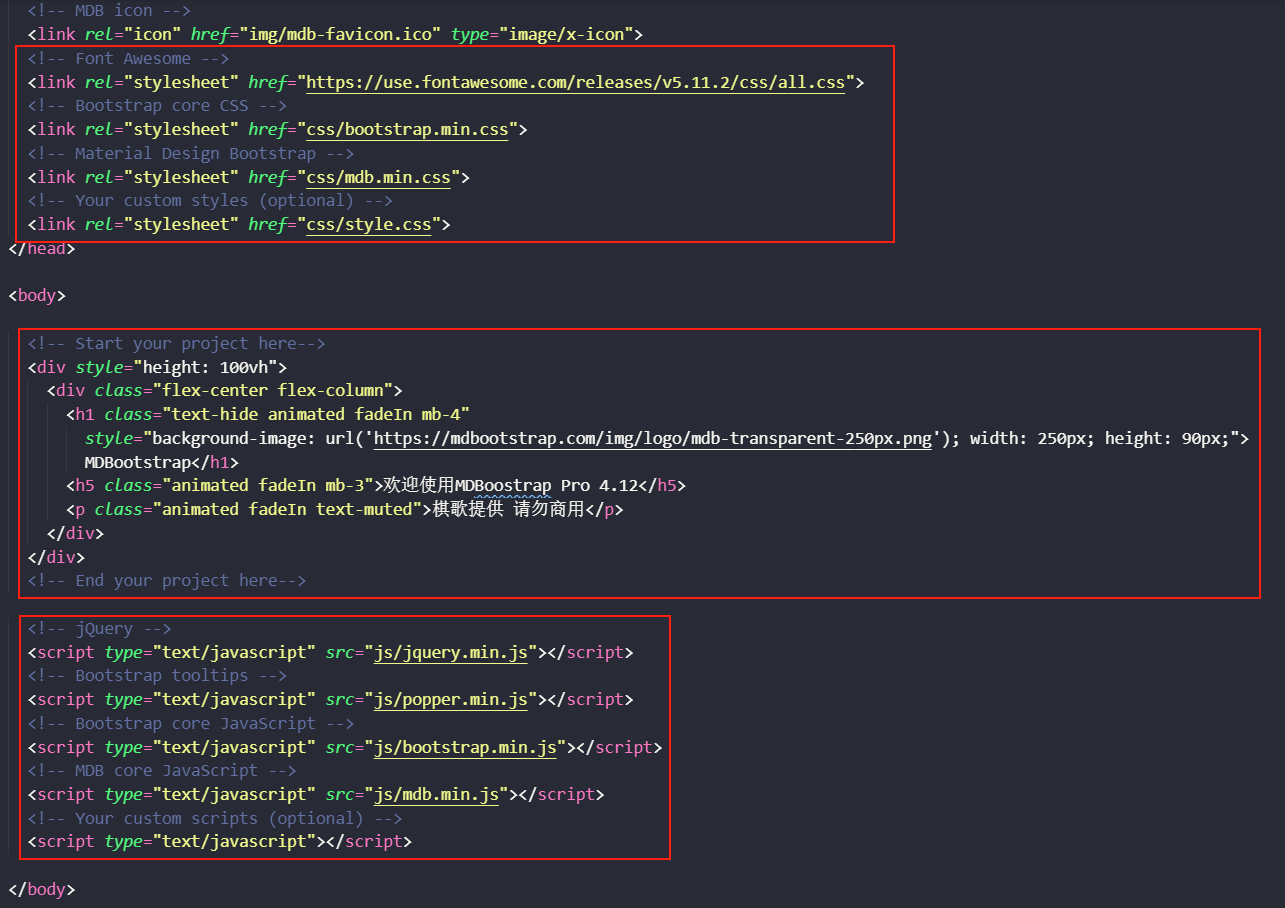 <!-- MDB icon -->
<link rel="icon" href="img/mdb-favicon.ico" type="image/x-icon">
<!-- Font Awesome -->
<link rel="stylesheet" href="https://use.fontawesome.com/releases/v5.11.2/css/all.css">
<!-- Bootstrap core CSS -->
<link rel="stylesheet" href="css/bootstrap.min.css">
<!-- Material Design Bootstrap -->
<link rel="stylesheet" href="css/mdb.min.css">
<!-- Your custom styles (optional) -->
<link rel="stylesheet" href="css/style.css">
</head>
<body>
<!-- Start your project here-->
<div style="height: 100vh">
<div class="flex-center flex-column">
<h1 class="text-hide animated fadeIn mb-4"
style="background-image: url('https://mdbootstrap.com/img/logo/mdb-transparent-250px.png'); width: 250px; height: 90px;">
MDBootstrap</h1>
<h5 class="animated fadeIn mb-3">欢迎使用MDBoostrap Pro 4.12</h5>
<p class="animated fadeIn text-muted">棋歌提供 请勿商用</p>
</div>
</div>
<!-- End your project here-->
<!-- jQuery -->
<script type="text/javascript" src="js/jquery.min.js"></script>
<!-- Bootstrap tooltips -->
<script type="text/javascript" src="js/popper.min.js"></script>
<!-- Bootstrap core JavaScript -->
<script type="text/javascript" src="js/bootstrap.min.js"></script>
<!-- MDB core JavaScript -->
<script type="text/javascript" src="js/mdb.min.js"></script>
<!-- Your custom scripts (optional) -->
<script type="text/javascript"></script>
</body>